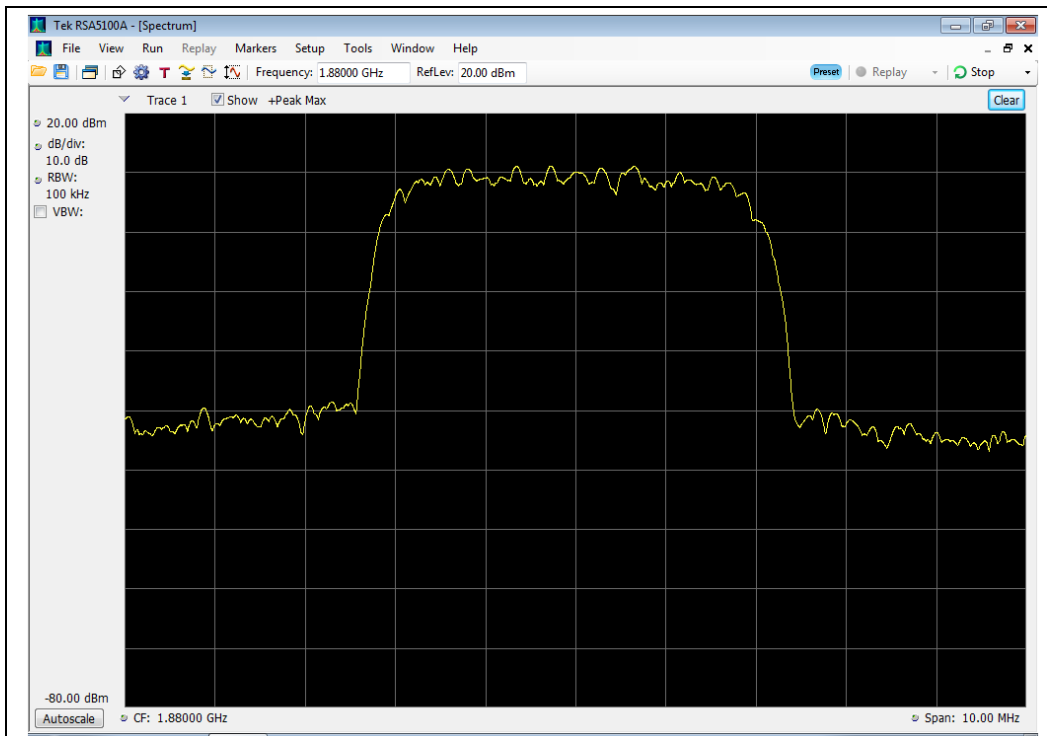 Tek RSA5100A - [Spectrum]
File View Run Replay Markers Setup Tools Window Help
T Frequency: 1.88000 GHz RefLev: 20.00 dBm Preset Replay Stop
Trace 1 Show +Peak Max Clear
20.00 dBm
dB/div:
10.0 dB
RBW:
100 kHz
VBW:
-80.00 dBm
Autoscale CF: 1.88000 GHz Span: 10.00 MHz